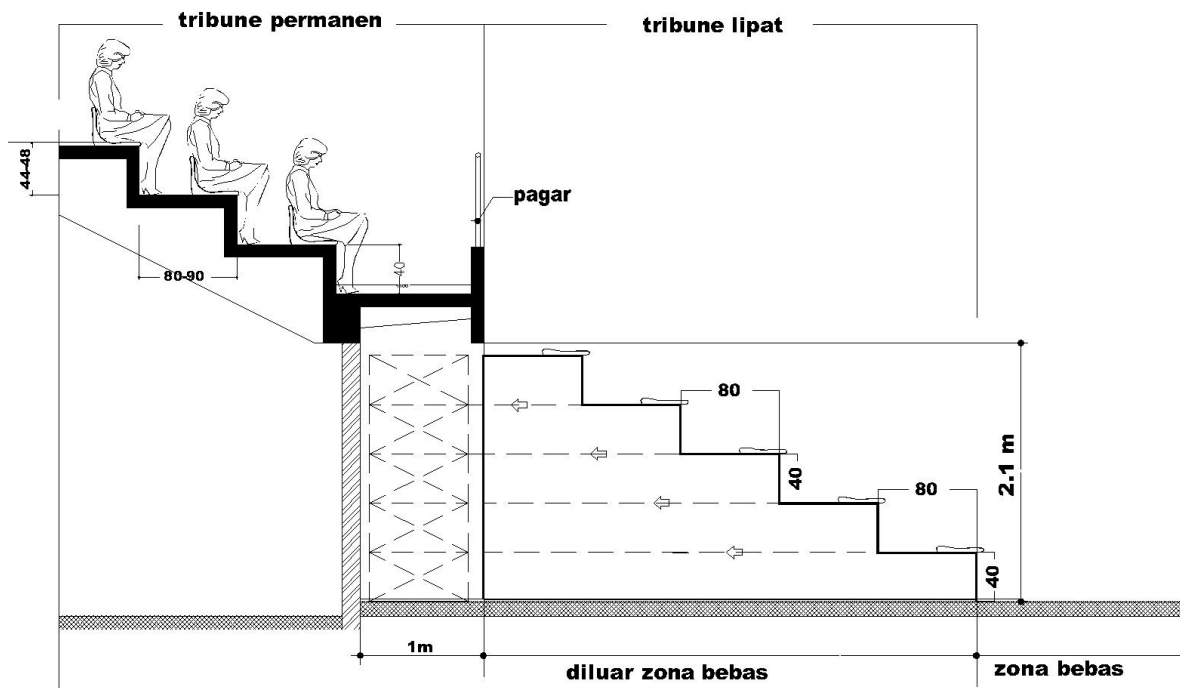 tribune permanen
tribune lipat
44-48
pagar
80-90
40
80
40
80
40
2.1 m
1m
diluar zona bebas
zona bebas